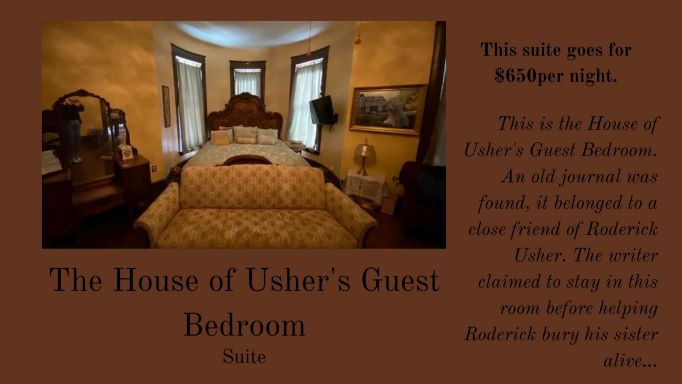 This suite goes for
$650per night.
This is the House of
Usher's Guest Bedroom.
An old journal was
found, it belonged to a
close friend of Roderick
Usher. The writer
claimed to stay in this
room before helping
Roderick bury his sister
alive...
The House of Usher's Guest
Bedroom
Suite